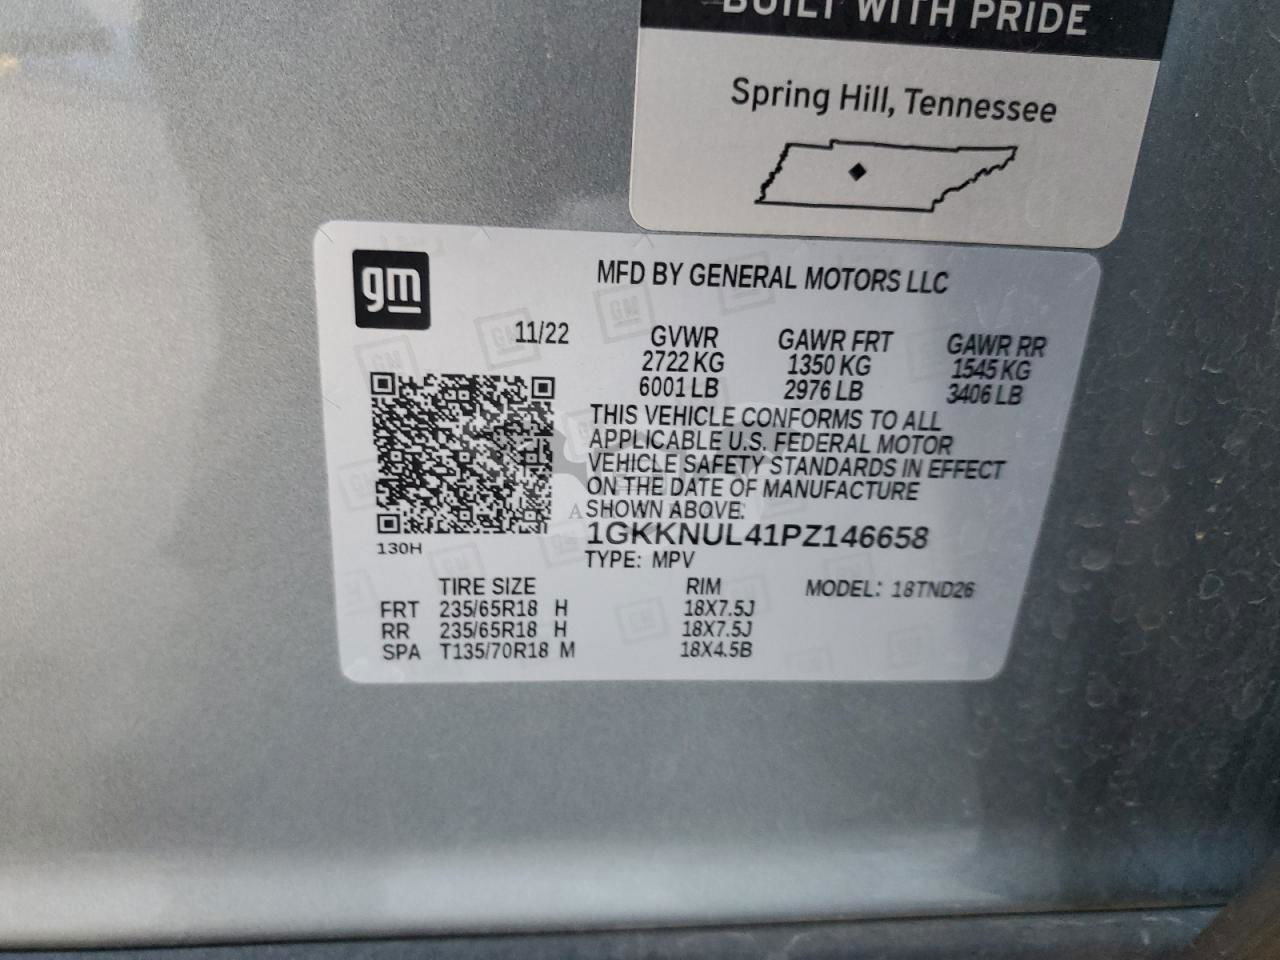 BUILT WITH PRIDE
Spring Hill, Tennessee
gm
MFD BY GENERAL MOTORS LLC
11/22 GVWR GAWR FRT GAWR RR
2722 KG 1350 KG 1545 KG
6001 LB 2976 LB 3406 LB
THIS VEHICLE CONFORMS TO ALL
APPLICABLE U.S. FEDERAL MOTOR
VEHICLE SAFETY STANDARDS IN EFFECT
ON THE DATE OF MANUFACTURE
SHOWN ABOVE:
1GKKNUL41PZ146658
130H
TYPE: MPV
TIRE SIZE RIM MODEL: 18TND26
FRT 235/65R18 H 18X7.5J
RR 235/65R18 H 18X7.5J
SPA T135/70R18 M 18X4.5B